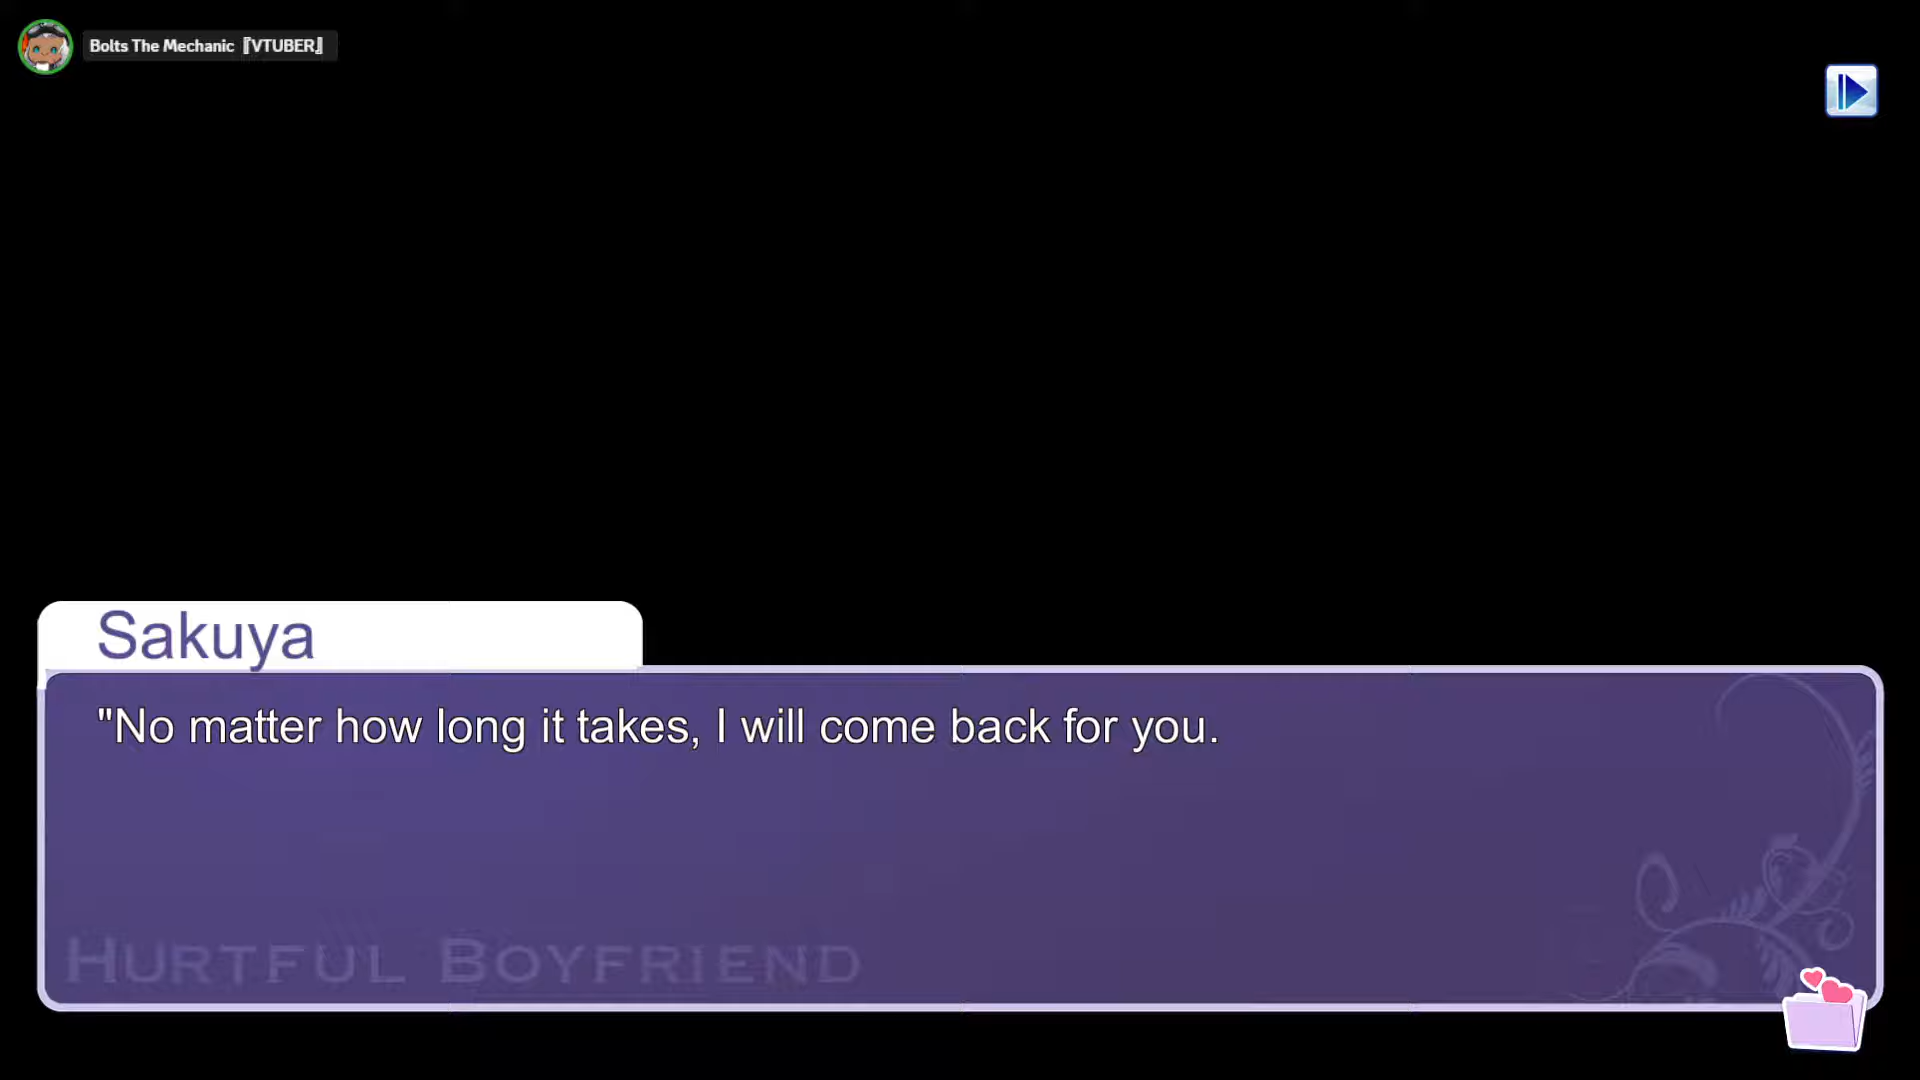 Bolts The Mechanic『VTUBER』
Sakuya
"No matter how long it takes, I will come back for you.
HURTFUL BOYFRIEND